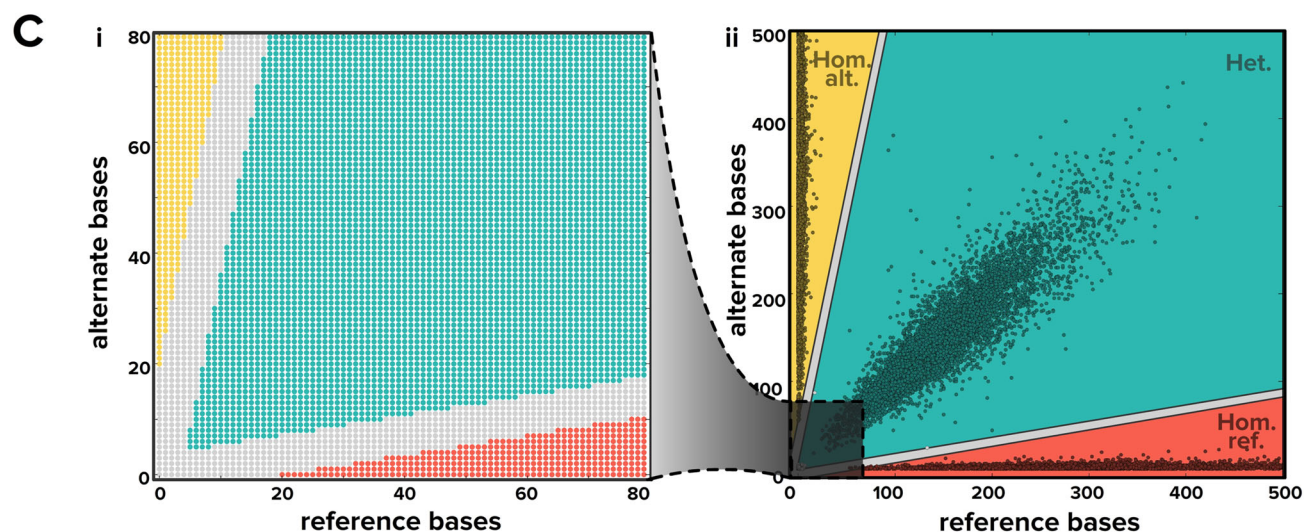 C
i
80
60
40
20
0
alternate bases
0 20 40 60 80
reference bases
ii
500
400
300
200
100
0
alternate bases
Hom.
alt.
Het.
Hom.
ref.
0 100 200 300 400 500
reference bases